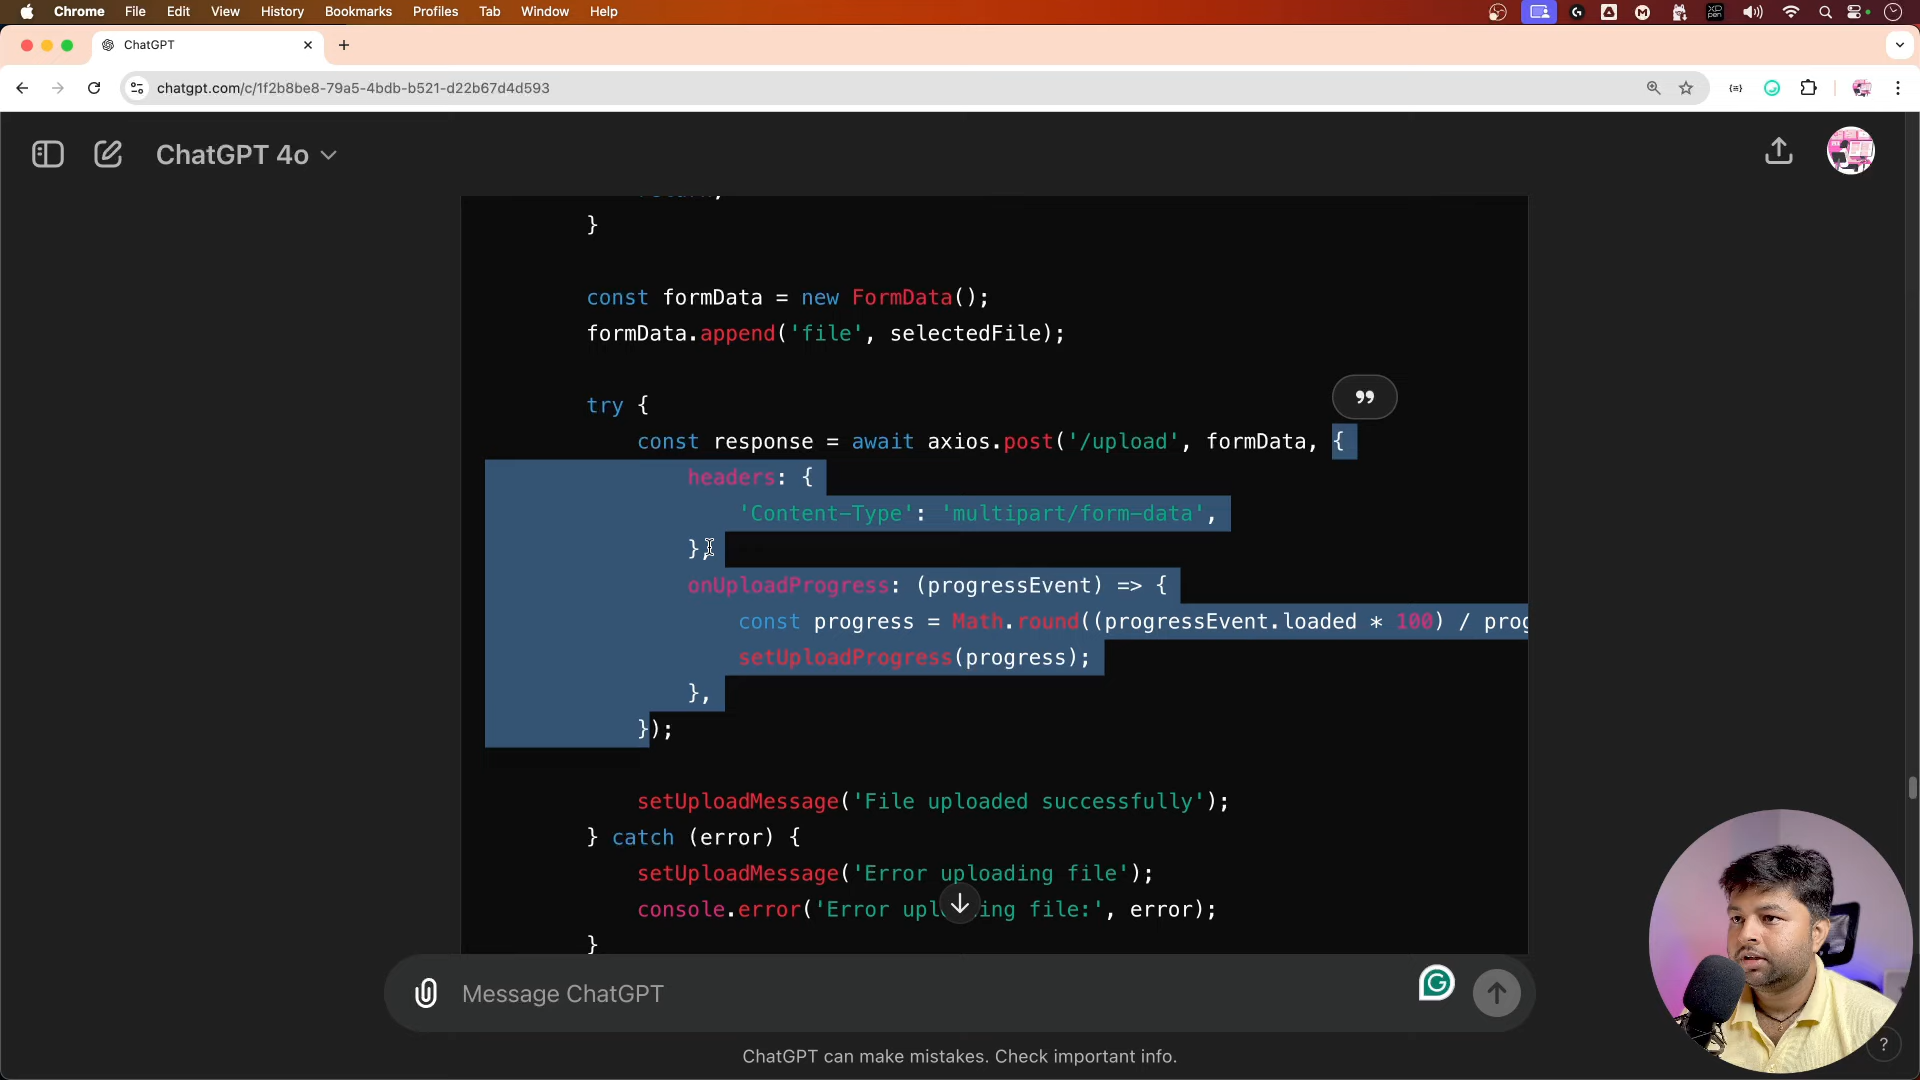 Chrome File Edit View History Bookmarks Profiles Tab Window Help
ChatGPT
chatgpt.com/c/1f2b8be8-79a5-4bdb-b521-d22b67d4d593
ChatGPT 4o
}
const formData = new FormData();
formData.append('file', selectedFile);
try {
const response = await axios.post('/upload', formData, {
headers: {
'Content-Type': 'multipart/form-data',
},
onUploadProgress: (progressEvent) => {
const progress = Math.round((progressEvent.loaded * 100) / prog
setUploadProgress(progress);
},
});
setUploadMessage('File uploaded successfully');
} catch (error) {
setUploadMessage('Error uploading file');
console.error('Error uploading file:', error);
}
Message ChatGPT
ChatGPT can make mistakes. Check important info.
?